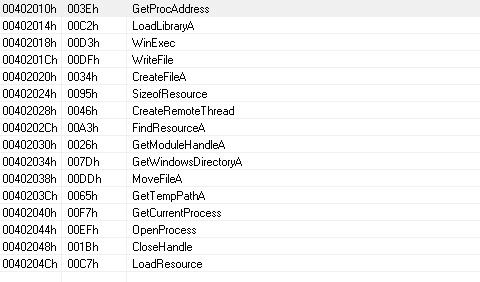 00402010h 003Eh GetProcAddress
00402014h 00C2h LoadLibraryA
00402018h 00D3h WinExec
0040201Ch 00DFh WriteFile
00402020h 0034h CreateFileA
00402024h 0095h SizeofResource
00402028h 0046h CreateRemoteThread
0040202Ch 00A3h FindResourceA
00402030h 0026h GetModuleHandleA
00402034h 007Dh GetWindowsDirectoryA
00402038h 00DDh MoveFileA
0040203Ch 0065h GetTempPathA
00402040h 00F7h GetCurrentProcess
00402044h 00EFh OpenProcess
00402048h 001Bh CloseHandle
0040204Ch 00C7h LoadResource